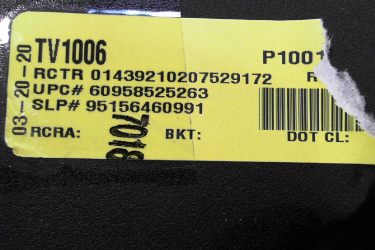 03-20-20
TV1006 P1001
RCTR 01439210207529172
UPC# 60958525263
SLP# 95156460991
RCRA: 7018 BKT: DOT CL: